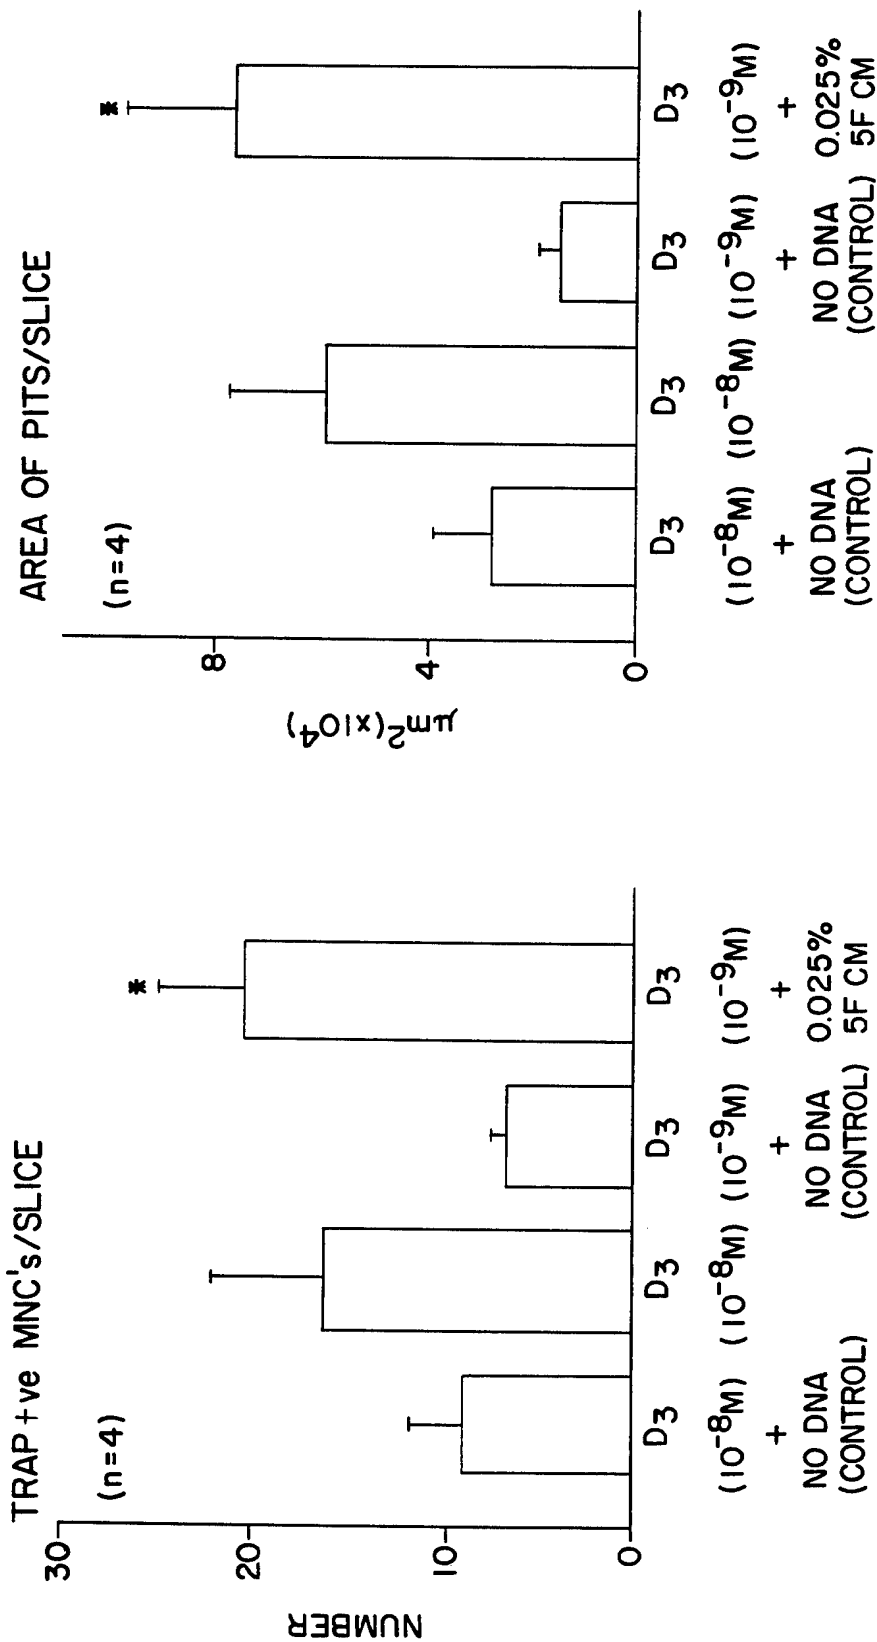 TRAP +ve MNC's/SLICE
(n=4)
30
20
10
0
NUMBER
D3 D3 D3 D3
(10⁻⁸M) (10⁻⁸M) (10⁻⁹M) (10⁻⁹M)
+ + +
NO DNA NO DNA 0.025%
(CONTROL) (CONTROL) 5F CM
*
AREA OF PITS/SLICE
(n=4)
8
4
0
μm²(x10⁴)
D3 D3 D3 D3
(10⁻⁸M) (10⁻⁸M) (10⁻⁹M) (10⁻⁹M)
+ + +
NO DNA NO DNA 0.025%
(CONTROL) (CONTROL) 5F CM
*